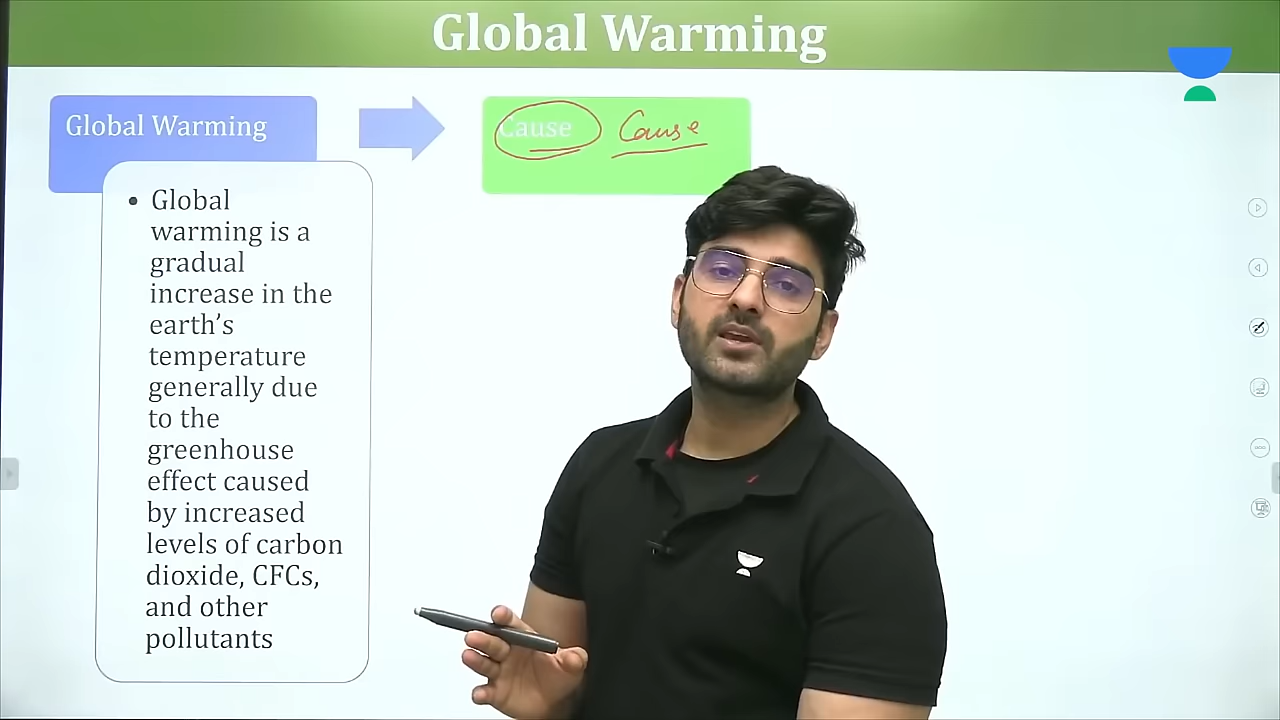 Global Warming
Global Warming
Cause Cause
• Global
warming is a
gradual
increase in the
earth’s
temperature
generally due
to the
greenhouse
effect caused
by increased
levels of carbon
dioxide, CFCs,
and other
pollutants